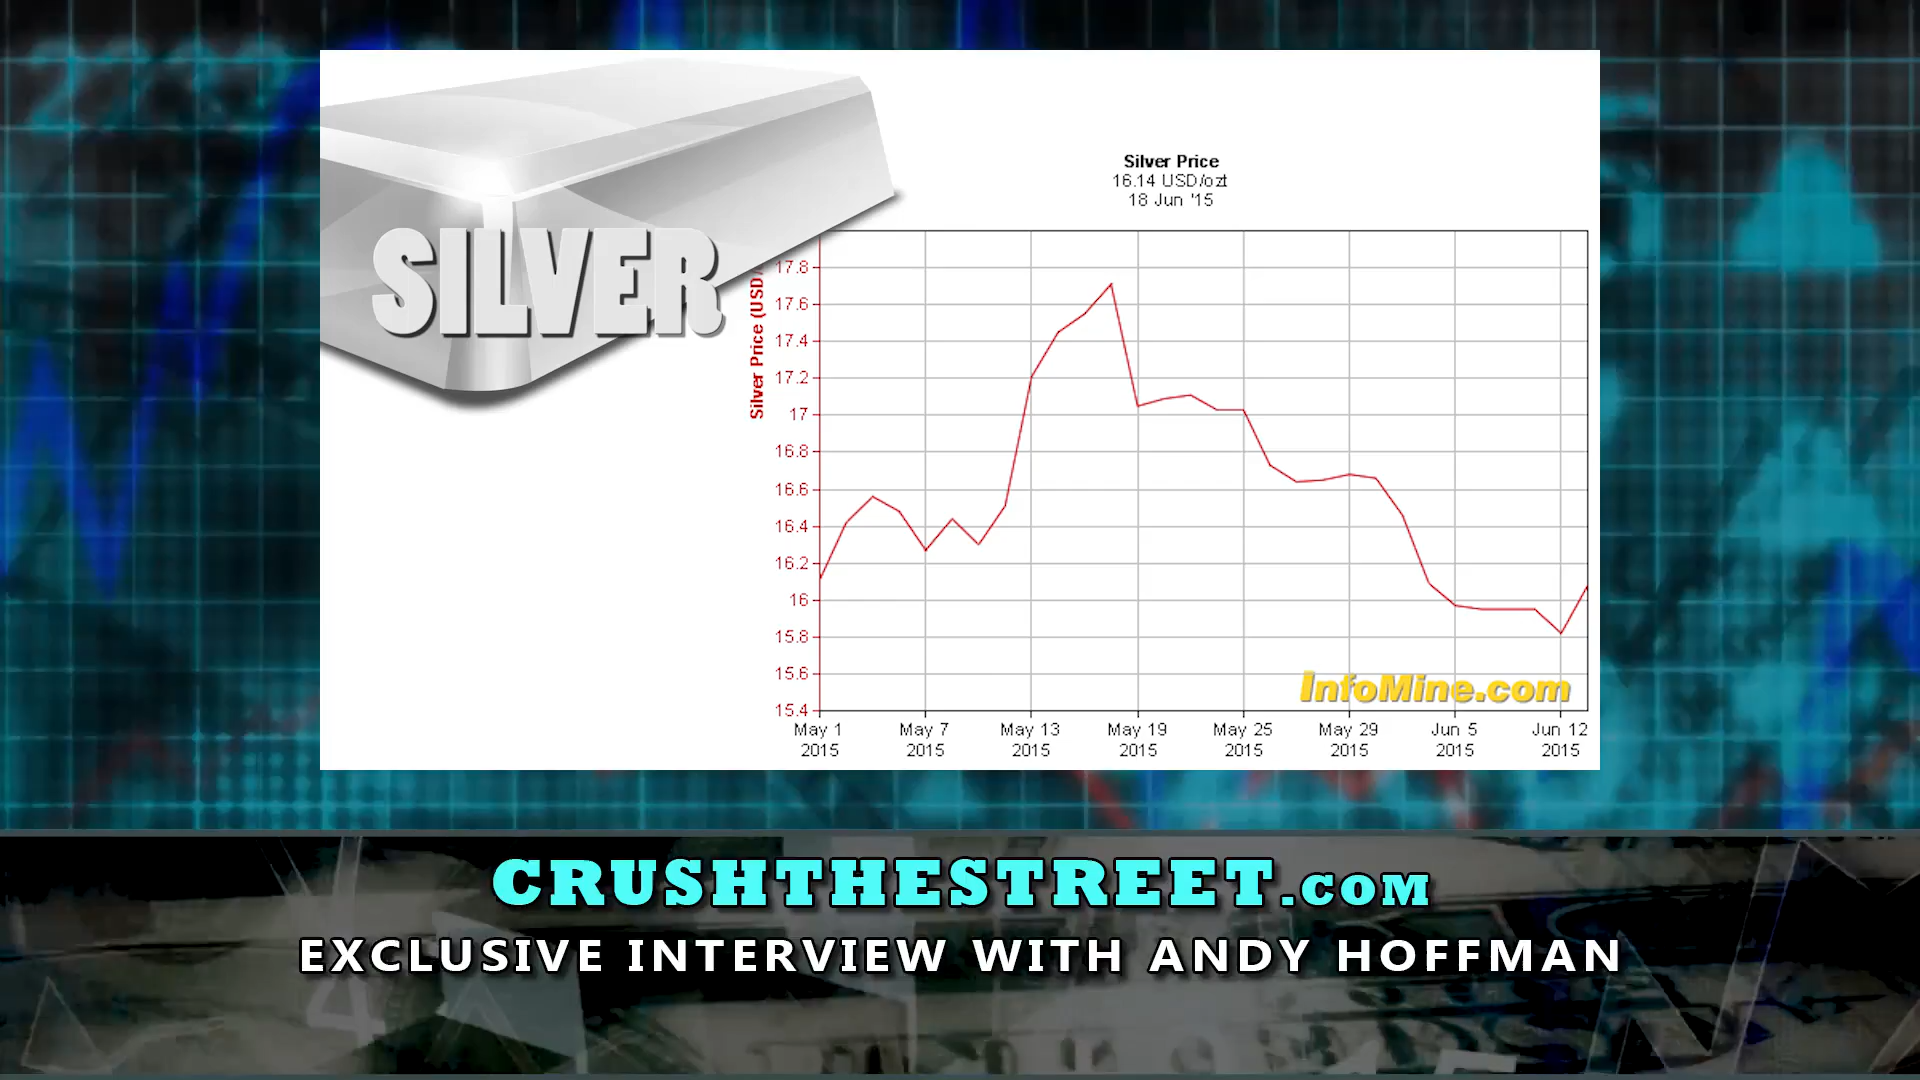 SILVER
Silver Price
16.14 USD/ozt
18 Jun '15
Silver Price (USD/
17.8
17.6
17.4
17.2
17
16.8
16.6
16.4
16.2
16
15.8
15.6
15.4
InfoMine.com
May 1 May 7 May 13 May 19 May 25 May 29 Jun 5 Jun 12
2015 2015 2015 2015 2015 2015 2015 2015
CRUSHTHESTREET.COM
EXCLUSIVE INTERVIEW WITH ANDY HOFFMAN